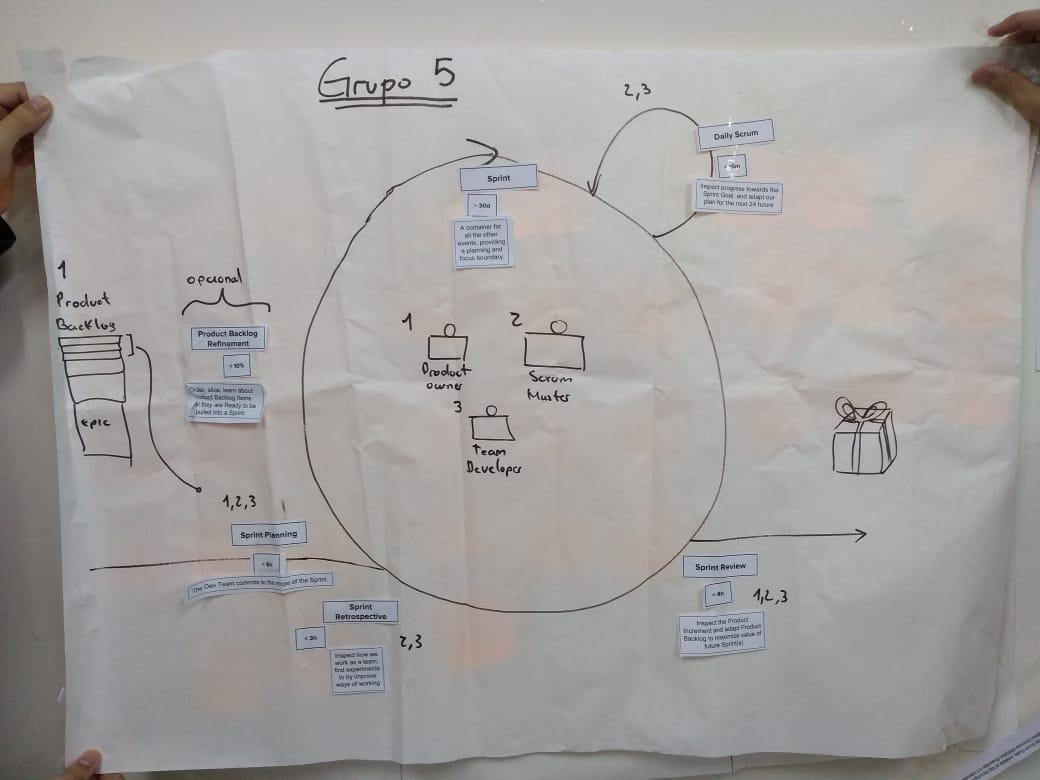 Grupo 5
2,3
Daily Scrum
Inspect progress towards the
Sprint Goal, and adapt our
plan for the next 24 hours
Sprint
~ 30d
A container for
all the other
events, providing
a planning and
focus boundary.
1
Product
Backlog
Epic
opcional
Product Backlog
Refinement
<10%
Order, slice, learn about
Product Backlog Items
they are Ready to be
pulled into a Sprint.
1
Product
owner
2
Scrum
Master
3
Team
Developer
1,2,3
Sprint Planning
The Dev Team commits to the scope of the Sprint.
Sprint
Retrospective
2,3
Inspect how we
work as a team,
find experiments
to try improve
ways of working
Sprint Review
<4h
1,2,3
Inspect the Product
Increment and adapt Product
Backlog to maximize value of
future Sprint(s)